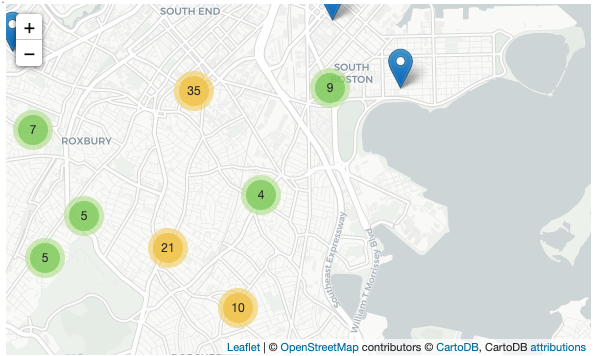 SOUTH END
+
−
SOUTH
BOSTON
35
9
7
ROXBURY
4
5
21
5
Southeast Expressway
William T Morrissey Blvd
10
Leaflet | © OpenStreetMap contributors © CartoDB, CartoDB attributions